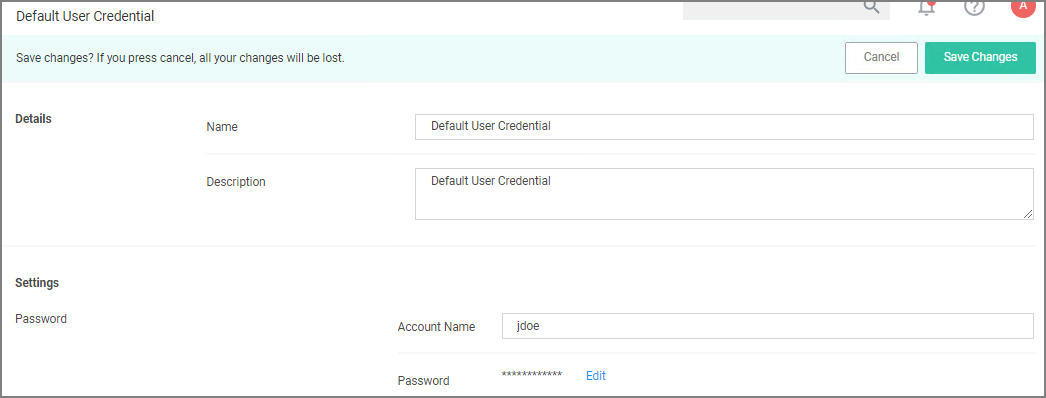 Default User Credential
A
Save changes? If you press cancel, all your changes will be lost.
Cancel
Save Changes
Details
Name
Default User Credential
Description
Default User Credential
Settings
Password
Account Name
jdoe
Password
************
Edit